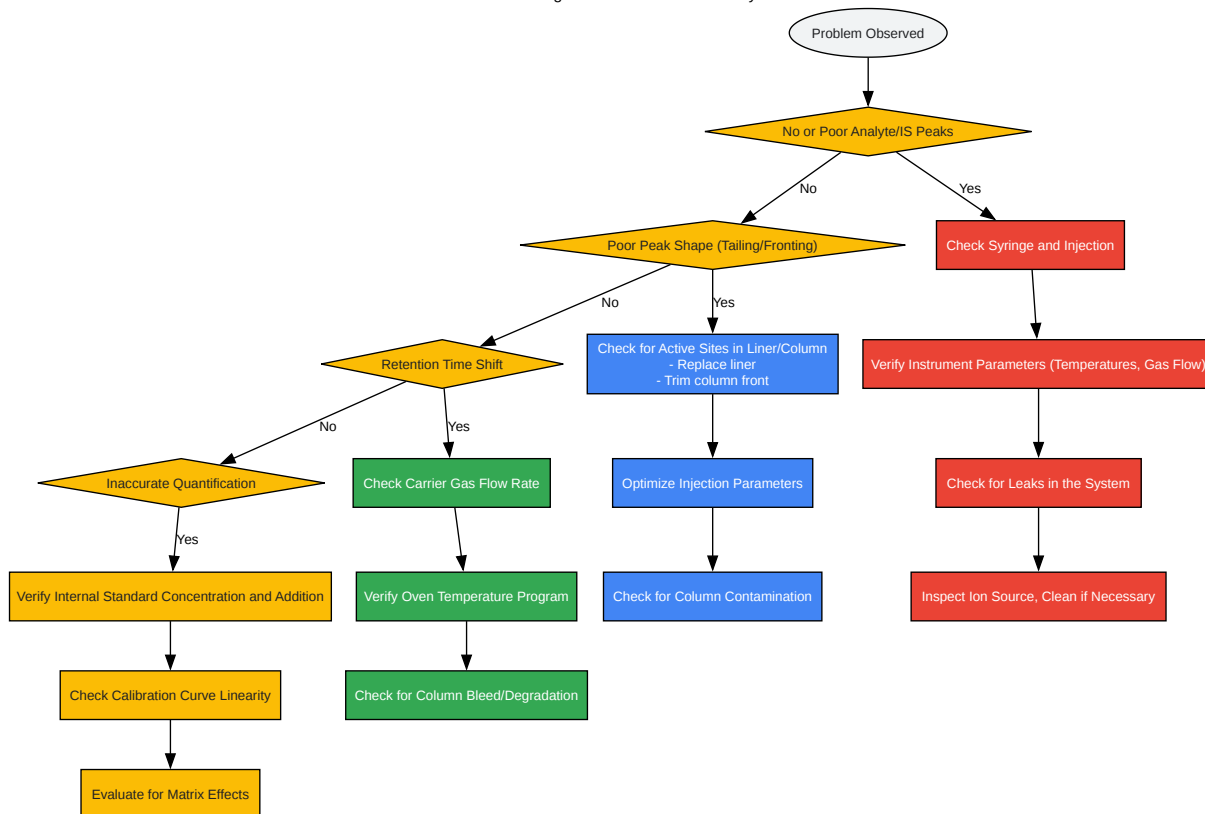 Problem Observed
No or Poor Analyte/IS Peaks
No
Yes
Poor Peak Shape (Tailing/Fronting)
Check Syringe and Injection
No
Yes
Retention Time Shift
Check for Active Sites in Liner/Column
- Replace liner
- Trim column front
Verify Instrument Parameters (Temperatures, Gas Flow)
No
Yes
Inaccurate Quantification
Check Carrier Gas Flow Rate
Optimize Injection Parameters
Check for Leaks in the System
Yes
Verify Internal Standard Concentration and Addition
Verify Oven Temperature Program
Check for Column Contamination
Inspect Ion Source, Clean if Necessary
Check Calibration Curve Linearity
Check for Column Bleed/Degradation
Evaluate for Matrix Effects